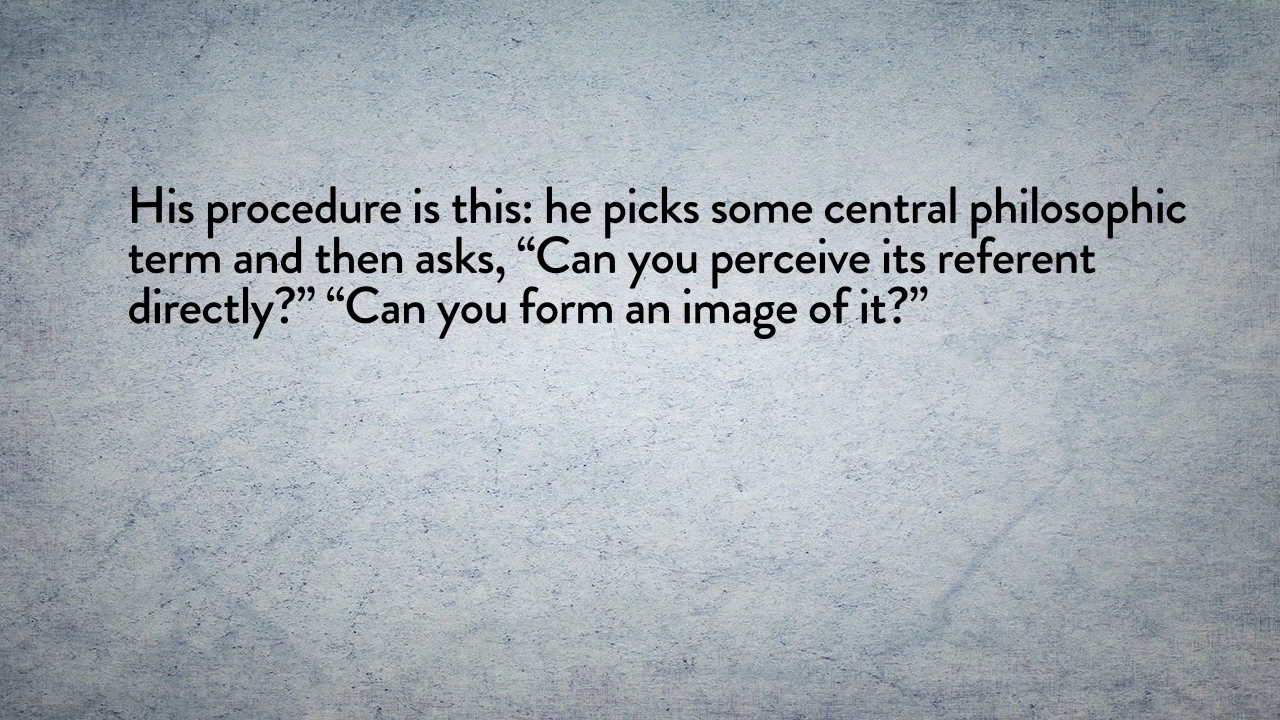 His procedure is this: he picks some central philosophic
term and then asks, “Can you perceive its referent
directly?” “Can you form an image of it?”